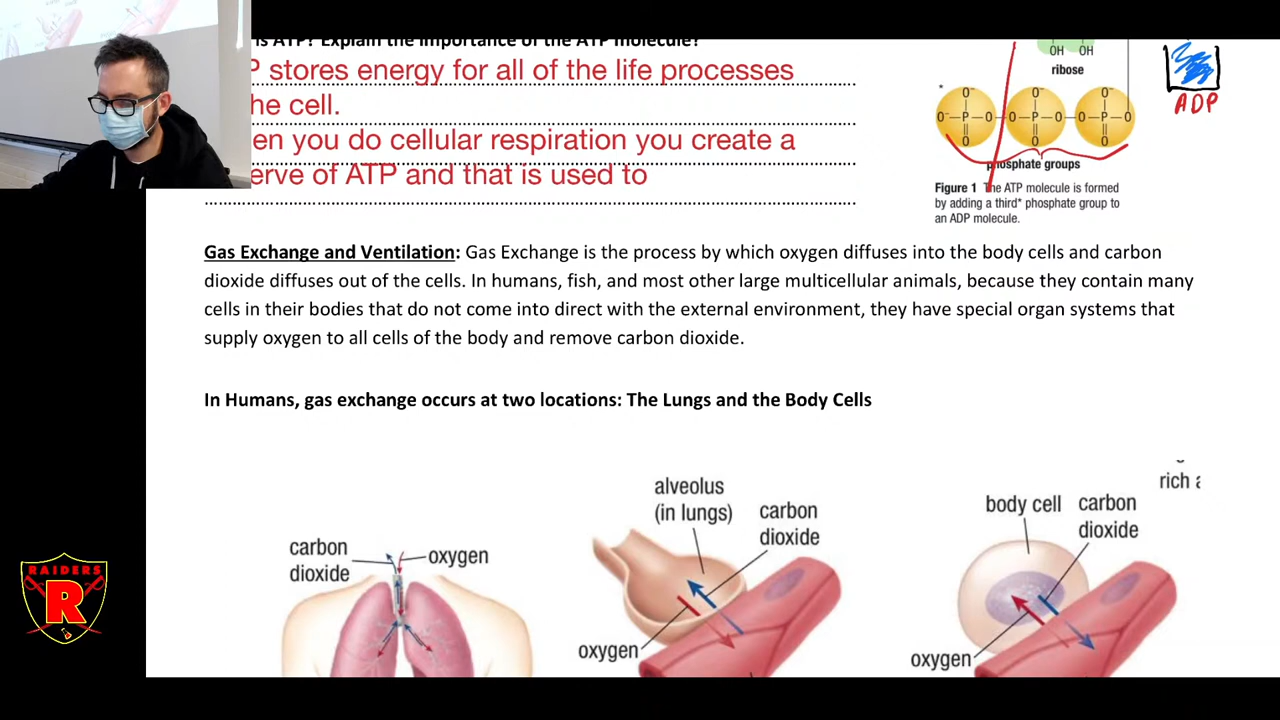 is ATP? Explain the importance of the ATP molecule?
P stores energy for all of the life processes
he cell.
en you do cellular respiration you create a
erve of ATP and that is used to
OH OH
ribose
*
O⁻ O⁻ O⁻
O⁻—P—O—O—P—O—O—P—O
O O O
phosphate groups
Figure 1 The ATP molecule is formed
by adding a third* phosphate group to
an ADP molecule.
ADP
Gas Exchange and Ventilation: Gas Exchange is the process by which oxygen diffuses into the body cells and carbon
dioxide diffuses out of the cells. In humans, fish, and most other large multicellular animals, because they contain many
cells in their bodies that do not come into direct with the external environment, they have special organ systems that
supply oxygen to all cells of the body and remove carbon dioxide.
In Humans, gas exchange occurs at two locations: The Lungs and the Body Cells
carbon
dioxide
oxygen
alveolus
(in lungs)
carbon
dioxide
oxygen
body cell
carbon
dioxide
oxygen
rich
RAIDERS
R